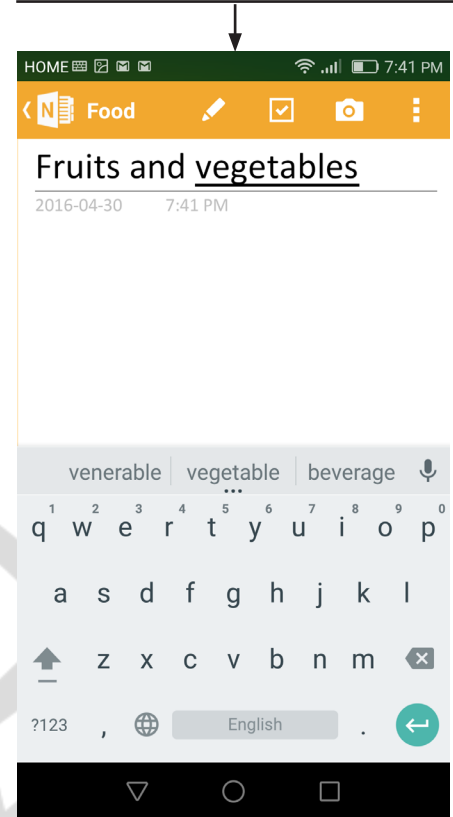 HOME 7:41 PM
N Food
Fruits and vegetables
2016-04-30 7:41 PM
venerable vegetable beverage
1 2 3 4 5 6 7 8 9 0
q w e r t y u i o p
a s d f g h j k l
z x c v b n m
?123 , English .